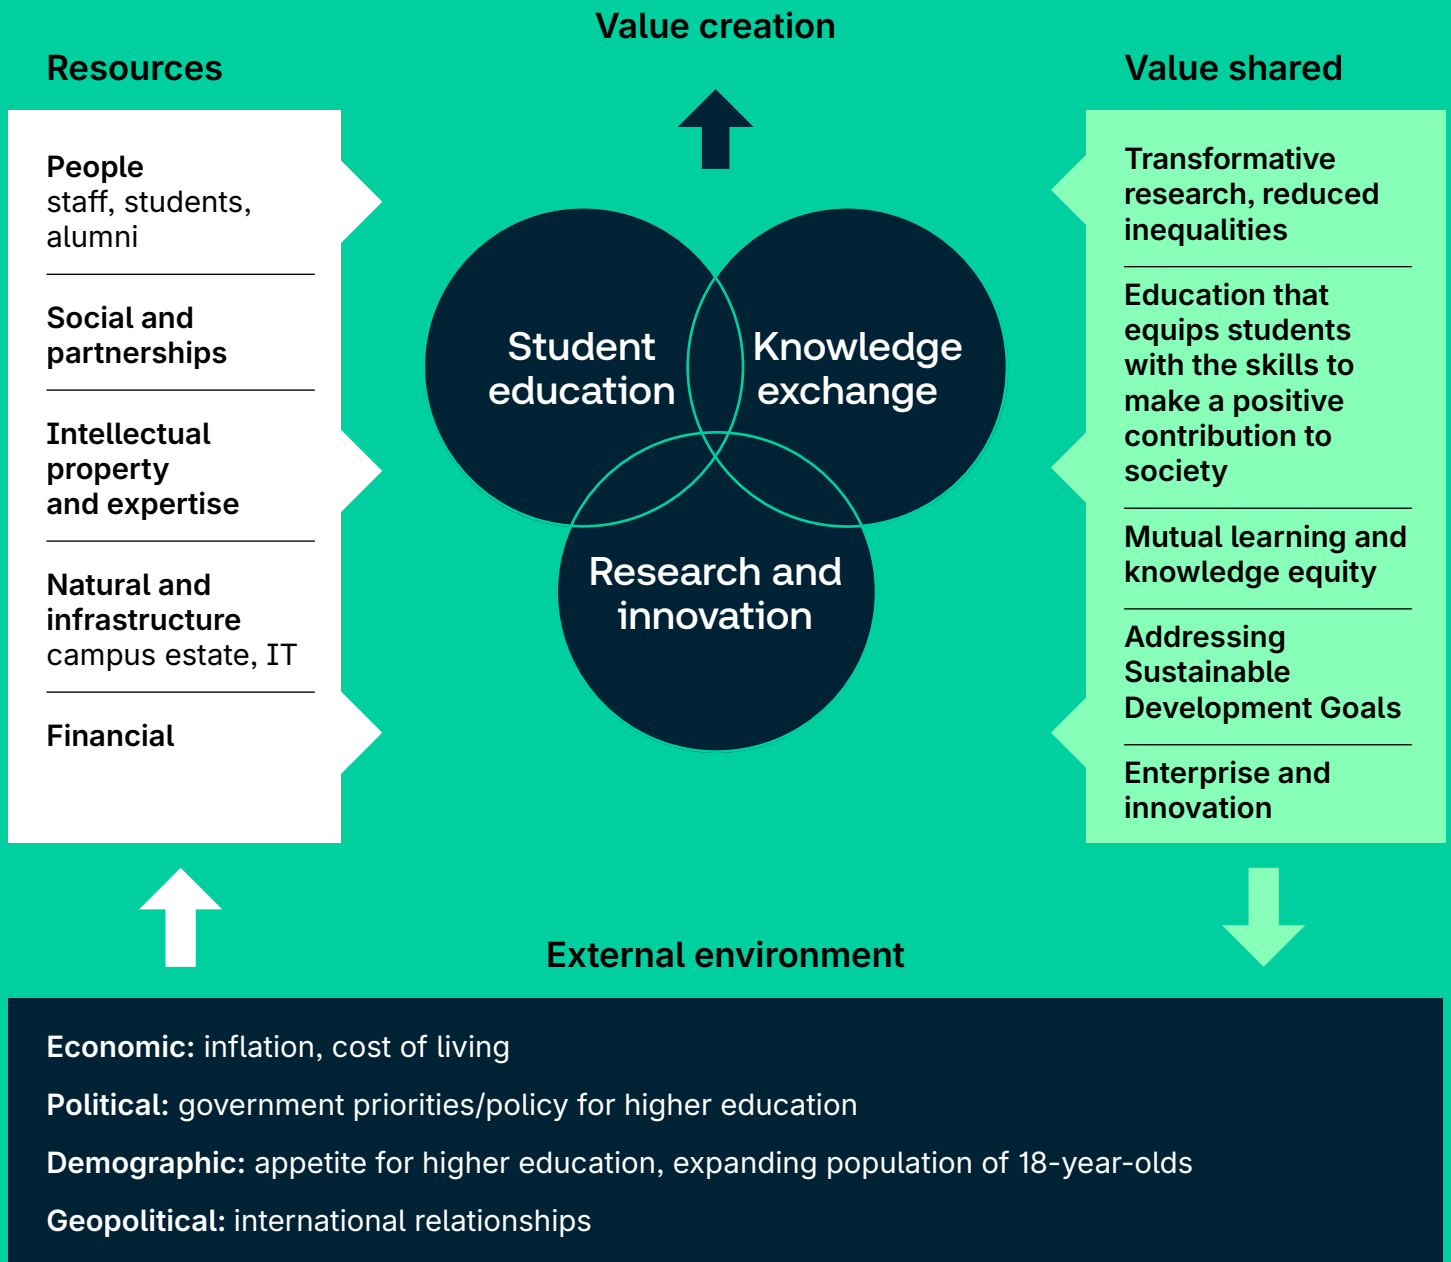 Value creation
Resources
People
staff, students,
alumni
Social and
partnerships
Intellectual
property
and expertise
Natural and
infrastructure
campus estate, IT
Financial
Student
education
Knowledge
exchange
Research and
innovation
Value shared
Transformative
research, reduced
inequalities
Education that
equips students
with the skills to
make a positive
contribution to
society
Mutual learning and
knowledge equity
Addressing
Sustainable
Development Goals
Enterprise and
innovation
External environment
Economic: inflation, cost of living
Political: government priorities/policy for higher education
Demographic: appetite for higher education, expanding population of 18-year-olds
Geopolitical: international relationships